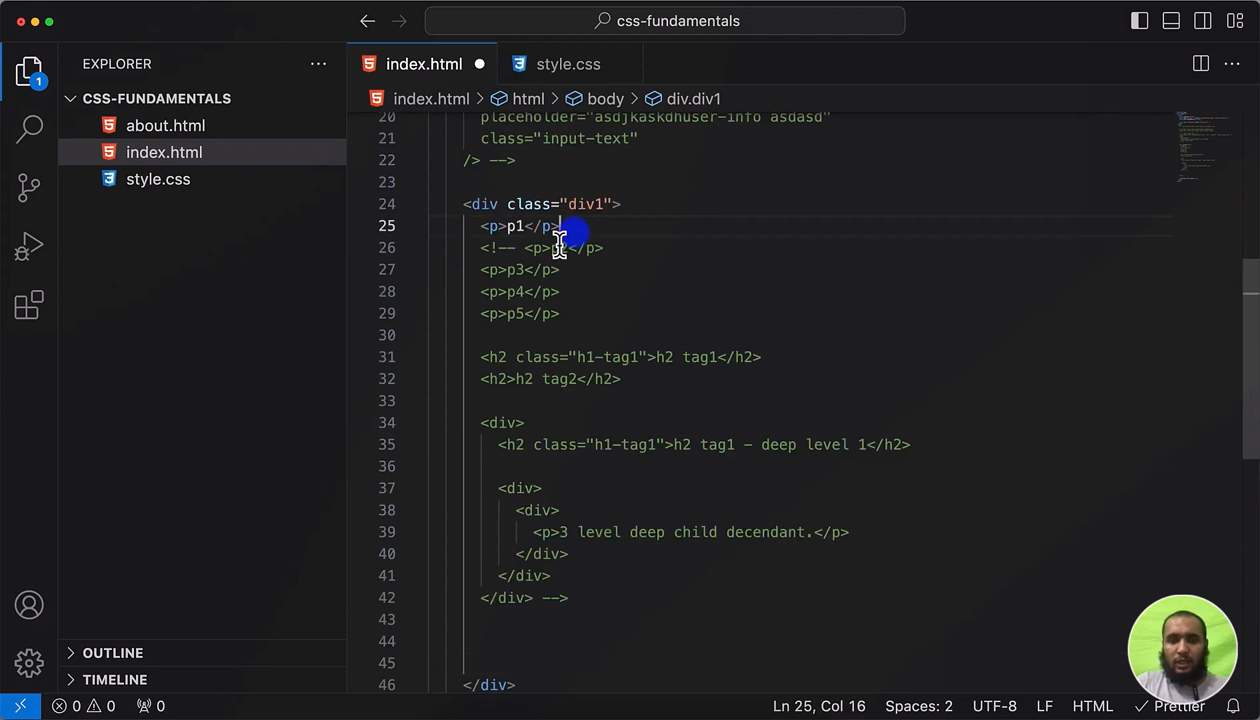 css-fundamentals
EXPLORER
index.html
style.css
CSS-FUNDAMENTALS
index.html > html > body > div.div1
about.html
index.html
style.css
1
20 placeholder="asdjkaskdhuser-info asdasd"
21 class="input-text"
22 /> -->
23
24 <div class="div1">
25 <p>p1</p>
26 <!-- <p>p2</p>
27 <p>p3</p>
28 <p>p4</p>
29 <p>p5</p>
30
31 <h2 class="h1-tag1">h2 tag1</h2>
32 <h2>h2 tag2</h2>
33
34 <div>
35 <h2 class="h1-tag1">h2 tag1 - deep level 1</h2>
36
37 <div>
38 <div>
39 <p>3 level deep child decendant.</p>
40 </div>
41 </div>
42 </div> -->
43
44
45
46 </div>
OUTLINE
TIMELINE
0 0 0
Ln 25, Col 16 Spaces: 2 UTF-8 LF HTML Prettier